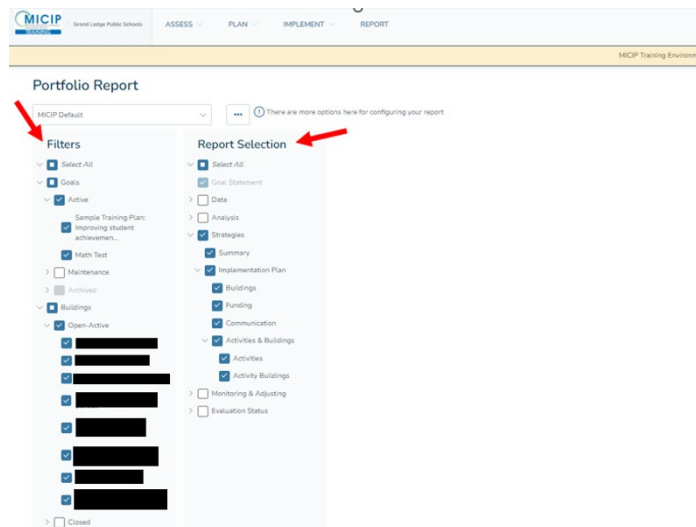 MICIP
TRAINING
Grand Ledge Public Schools
ASSESS
PLAN
IMPLEMENT
REPORT
MICIP Training Environm
Portfolio Report
MICIP Default
There are more options here for configuring your report
Filters
Select All
Goals
Active
Sample Training Plan:
Improving student
achievemen...
Math Test
Maintenance
Archived
Buildings
Open-Active
Closed
Report Selection
Select All
Goal Statement
Data
Analysis
Strategies
Summary
Implementation Plan
Buildings
Funding
Communication
Activities & Buildings
Activities
Activity Buildings
Monitoring & Adjusting
Evaluation Status